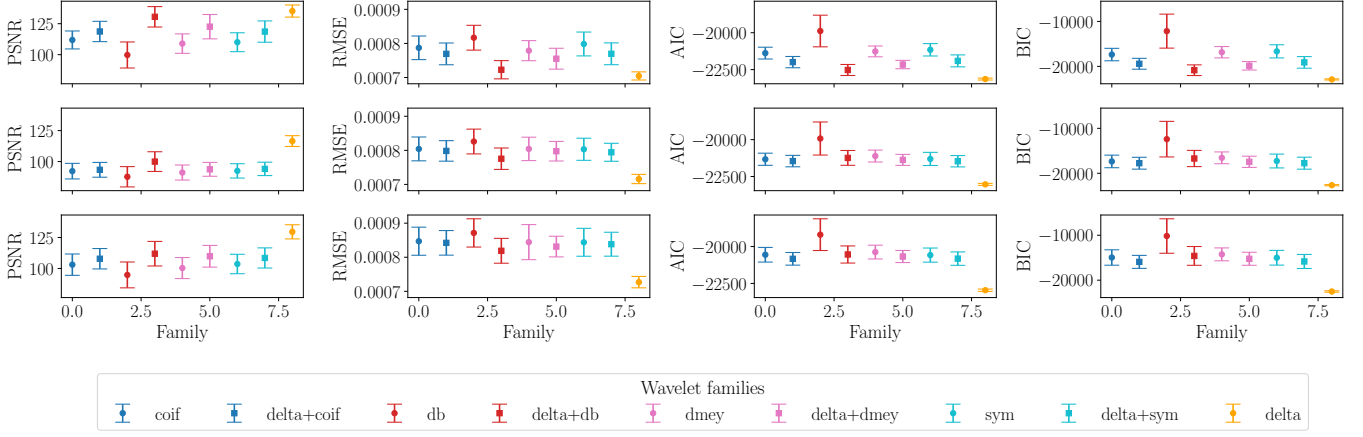 PSNR 125 100
RMSE 0.0009 0.0008 0.0007
AIC −20000 −22500
BIC −10000 −20000
PSNR 125 100
RMSE 0.0009 0.0008 0.0007
AIC −20000 −22500
BIC −10000 −20000
PSNR 125 100
RMSE 0.0009 0.0008 0.0007
AIC −20000 −22500
BIC −10000 −20000
0.0 2.5 5.0 7.5 0.0 2.5 5.0 7.5 0.0 2.5 5.0 7.5 0.0 2.5 5.0 7.5
Family Family Family Family
Wavelet families
coif delta+coif db delta+db dmey delta+dmey sym delta+sym delta